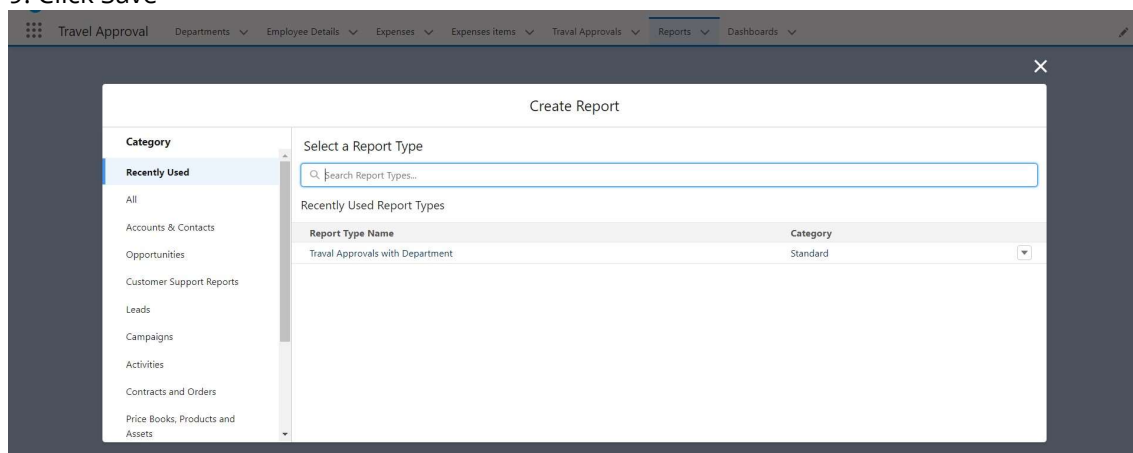 9. Click Save
Travel Approval Departments Employee Details Expenses Expenses items Traval Approvals Reports Dashboards
Create Report
Category
Recently Used
All
Accounts & Contacts
Opportunities
Customer Support Reports
Leads
Campaigns
Activities
Contracts and Orders
Price Books, Products and
Assets
Select a Report Type
Search Report Types...
Recently Used Report Types
Report Type Name Category
Traval Approvals with Department Standard